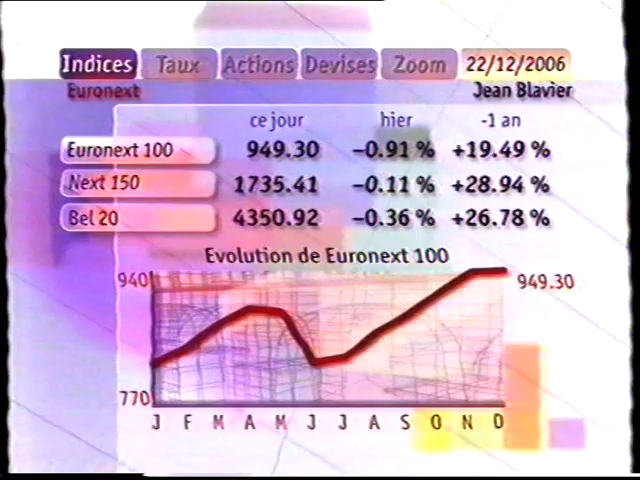 Indices Taux Actions Devises Zoom 22/12/2006
Euronext Jean Blavier
ce jour hier -1 an
Euronext 100 949.30 –0.91 % +19.49 %
Next 150 1735.41 –0.11 % +28.94 %
Bel 20 4350.92 –0.36 % +26.78 %
Evolution de Euronext 100
940 949.30
770
J F M A M J J A S O N D